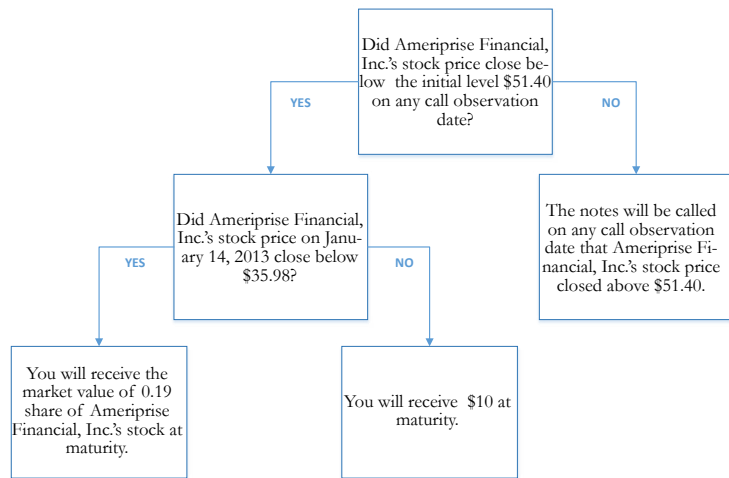 Did Ameriprise Financial,
Inc.'s stock price close be-
low the initial level $51.40
on any call observation
date?
YES
NO
Did Ameriprise Financial,
Inc.'s stock price on Janu-
ary 14, 2013 close below
$35.98?
The notes will be called
on any call observation
date that Ameriprise Fi-
nancial, Inc.'s stock price
closed above $51.40.
YES
NO
You will receive the
market value of 0.19
share of Ameriprise
Financial, Inc.'s stock at
maturity.
You will receive $10 at
maturity.